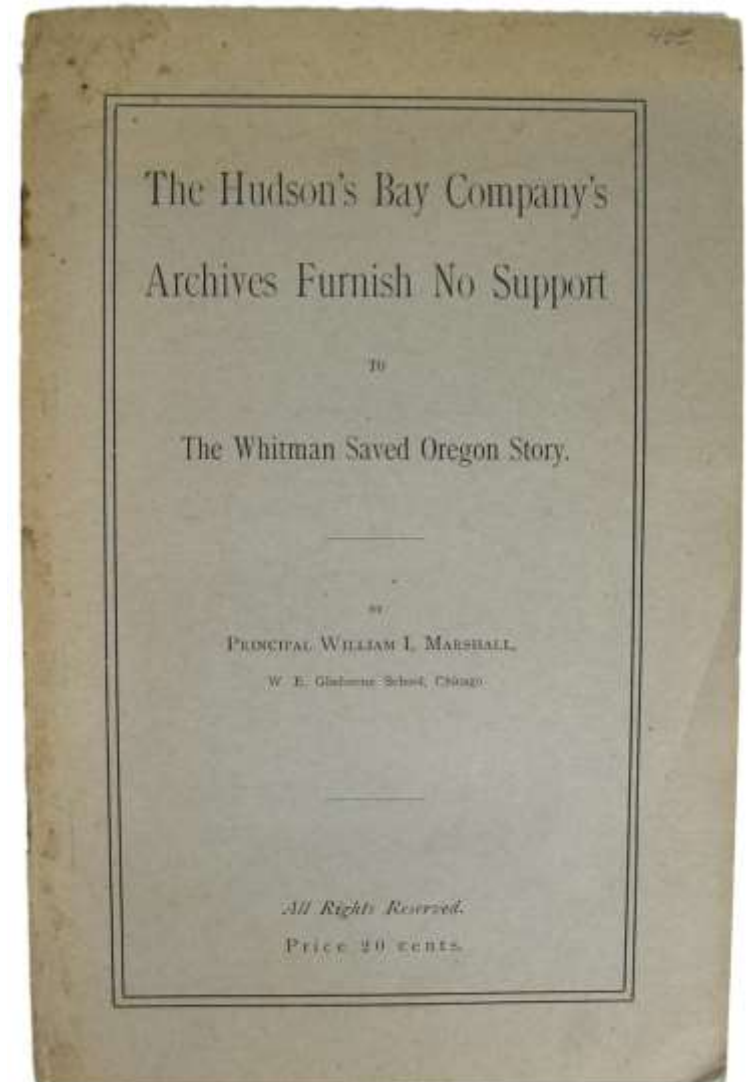 The Hudson's Bay Company's
Archives Furnish No Support
TO
The Whitman Saved Oregon Story.
BY
PRINCIPAL WILLIAM I. MARSHALL,
W. E. Gladstone School, Chicago
All Rights Reserved.
Price 20 cents.